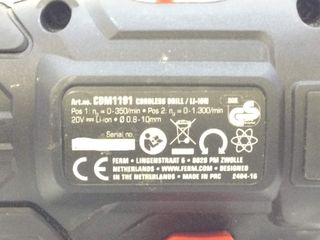 Art.no. CDM1181 CORDLESS DRILL / LI-ION
Pos 1: n₀ = 0-350/min • Pos 2: n₀ = 0-1.300/min
20V ⎓ Li-ion • Ø 0.8-10mm
Serial no.
CE
FERM - LINGENSTRAAT 6 - 8028 PM ZWOLLE
NETHERLANDS - WWW.FERM.COM - DESIGNED
IN THE NETHERLANDS - MADE IN PRC 2404-16